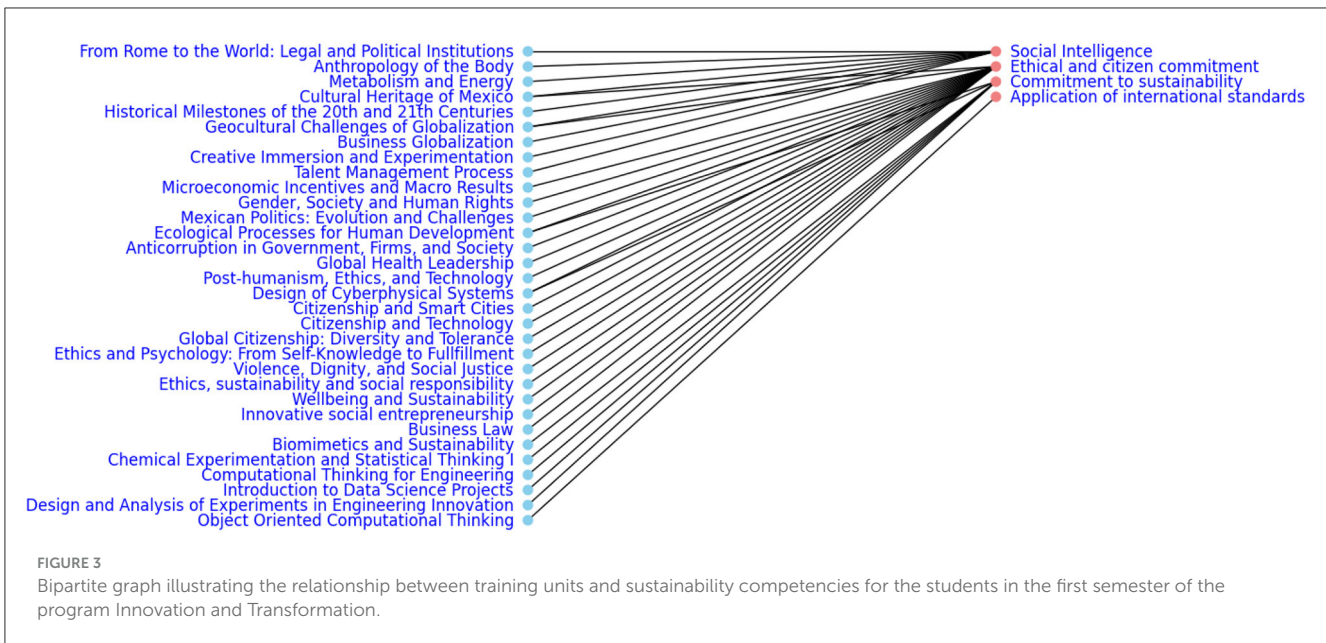 From Rome to the World: Legal and Political Institutions
Anthropology of the Body
Metabolism and Energy
Cultural Heritage of Mexico
Historical Milestones of the 20th and 21th Centuries
Geocultural Challenges of Globalization
Business Globalization
Creative Immersion and Experimentation
Talent Management Process
Microeconomic Incentives and Macro Results
Gender, Society and Human Rights
Mexican Politics: Evolution and Challenges
Ecological Processes for Human Development
Anticorruption in Government, Firms, and Society
Global Health Leadership
Post-humanism, Ethics, and Technology
Design of Cyberphysical Systems
Citizenship and Smart Cities
Citizenship and Technology
Global Citizenship: Diversity and Tolerance
Ethics and Psychology: From Self-Knowledge to Fullfillment
Violence, Dignity, and Social Justice
Ethics, sustainability and social responsibility
Wellbeing and Sustainability
Innovative social entrepreneurship
Business Law
Biomimetics and Sustainability
Chemical Experimentation and Statistical Thinking I
Computational Thinking for Engineering
Introduction to Data Science Projects
Design and Analysis of Experiments in Engineering Innovation
Object Oriented Computational Thinking
Social Intelligence
Ethical and citizen commitment
Commitment to sustainability
Application of international standards
FIGURE 3
Bipartite graph illustrating the relationship between training units and sustainability competencies for the students in the first semester of the
program Innovation and Transformation.